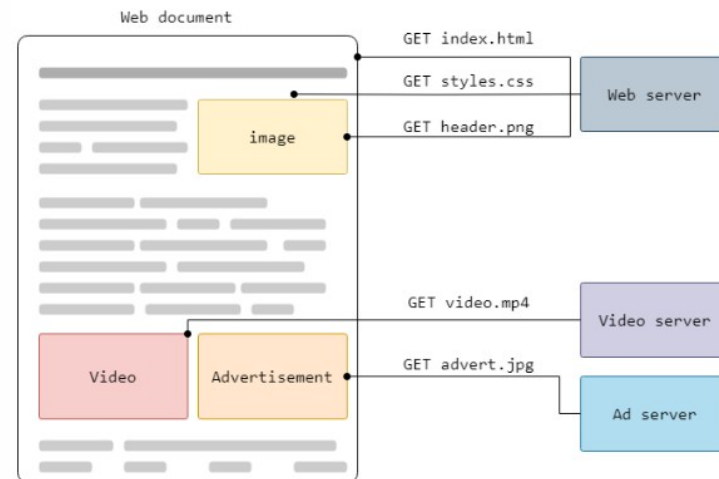 Web document
GET index.html
GET styles.css
Web server
image
GET header.png
GET video.mp4
Video server
Video
Advertisement
GET advert.jpg
Ad server